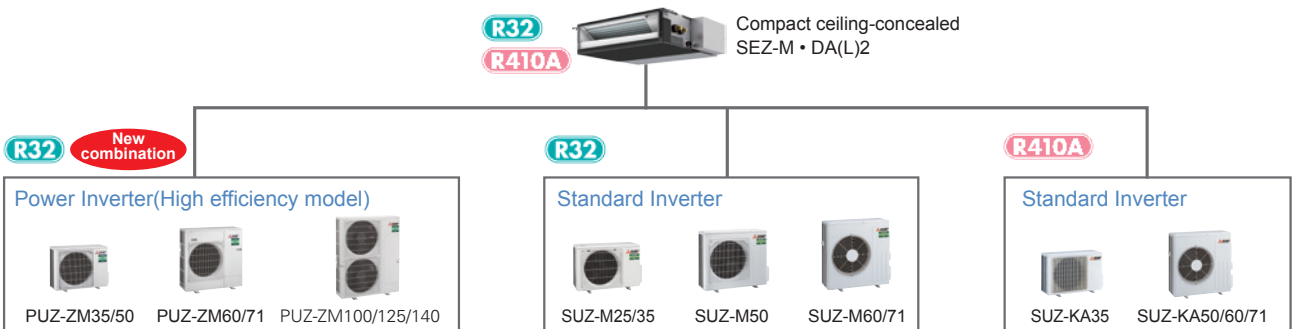 R32
R410A
Compact ceiling-concealed
SEZ-M • DA(L)2
R32
New
combination
Power Inverter(High efficiency model)
PUZ-ZM35/50 PUZ-ZM60/71 PUZ-ZM100/125/140
R32
Standard Inverter
SUZ-M25/35 SUZ-M50 SUZ-M60/71
R410A
Standard Inverter
SUZ-KA35 SUZ-KA50/60/71